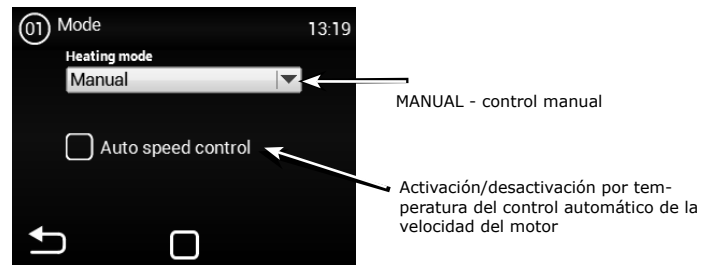 01 Mode 13:19
Heating mode
Manual
MANUAL - control manual
Auto speed control
Activación/desactivación por tem-
peratura del control automático de la
velocidad del motor